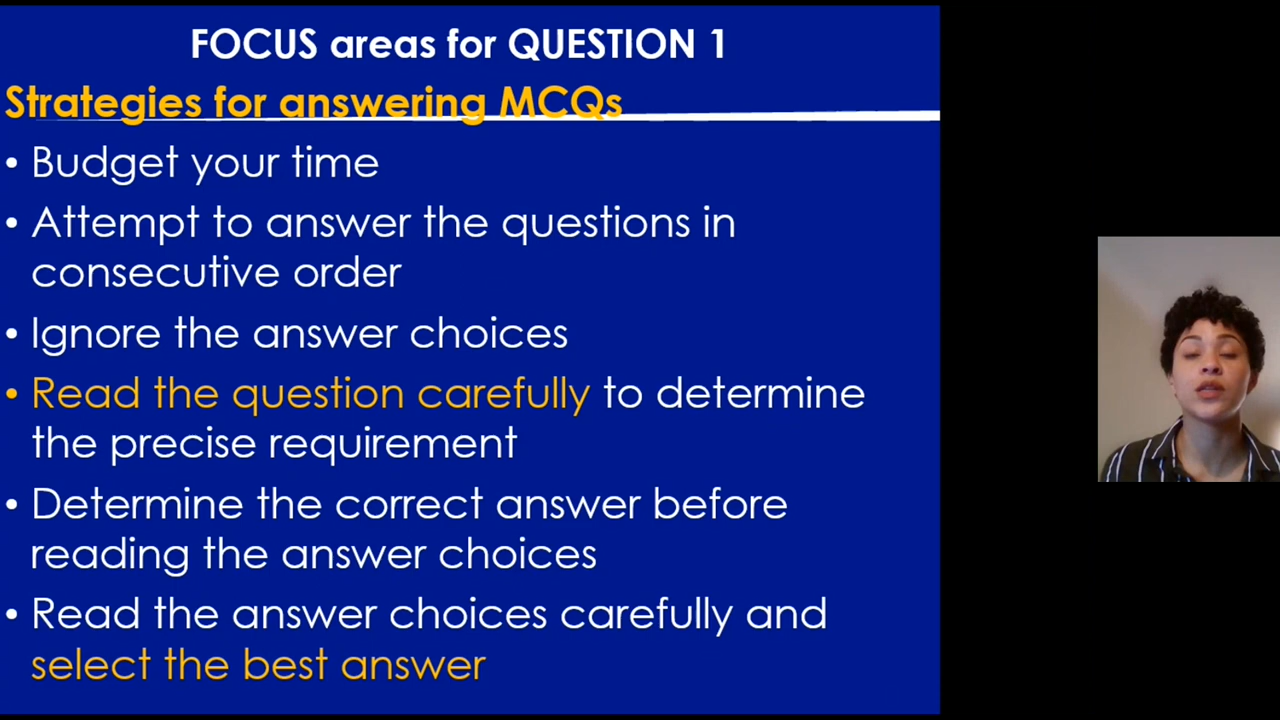 FOCUS areas for QUESTION 1
Strategies for answering MCQs
• Budget your time
• Attempt to answer the questions in
consecutive order
• Ignore the answer choices
• Read the question carefully to determine
the precise requirement
• Determine the correct answer before
reading the answer choices
• Read the answer choices carefully and
select the best answer